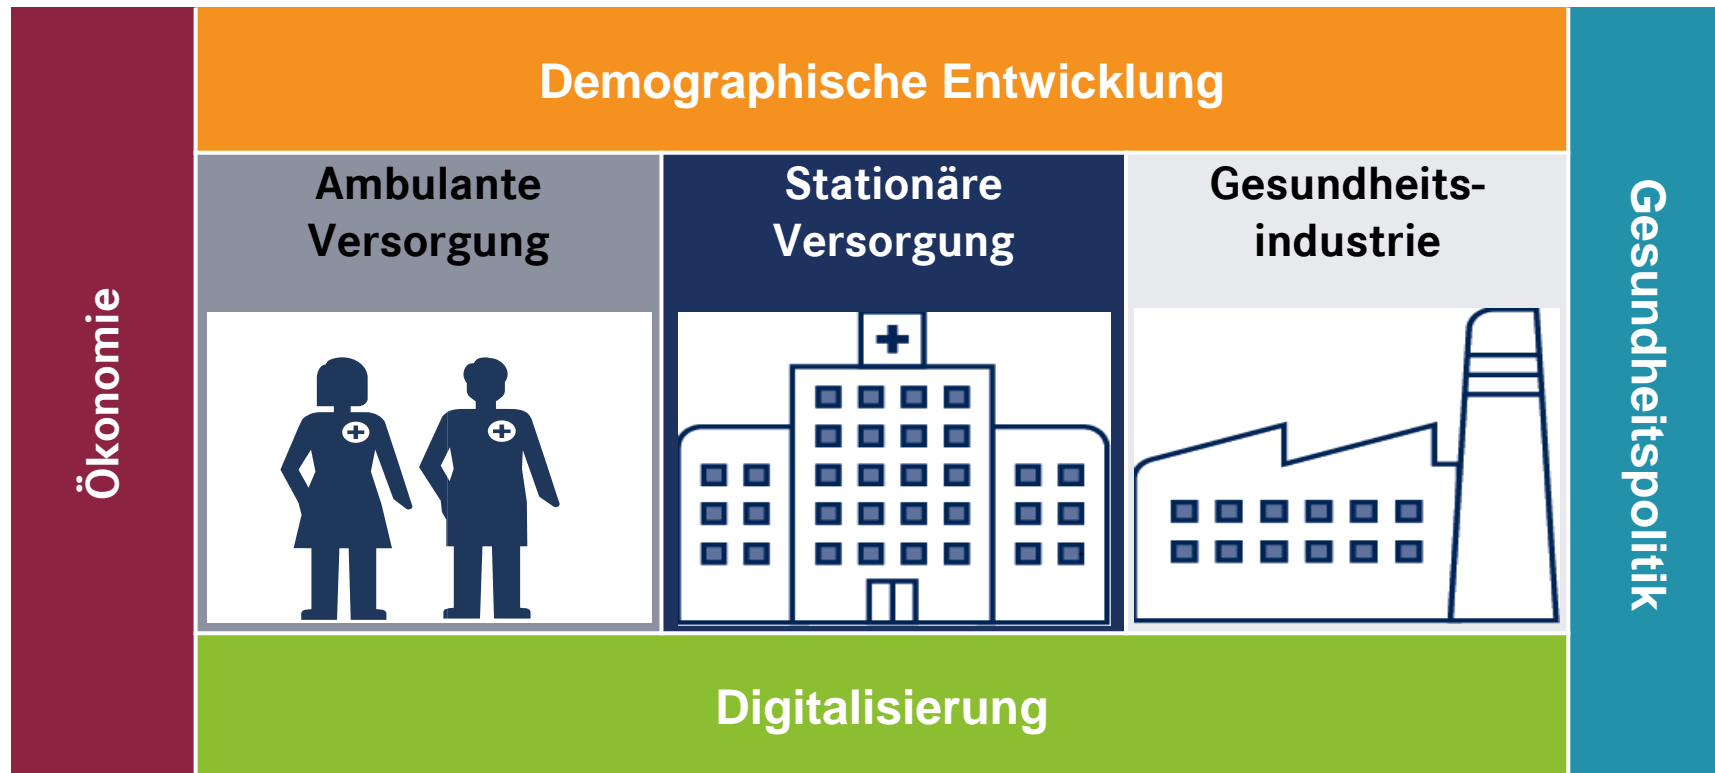 Demographische Entwicklung
Ökonomie
Ambulante
Versorgung
Stationäre
Versorgung
Gesundheits-
industrie
Gesundheitspolitik
Digitalisierung